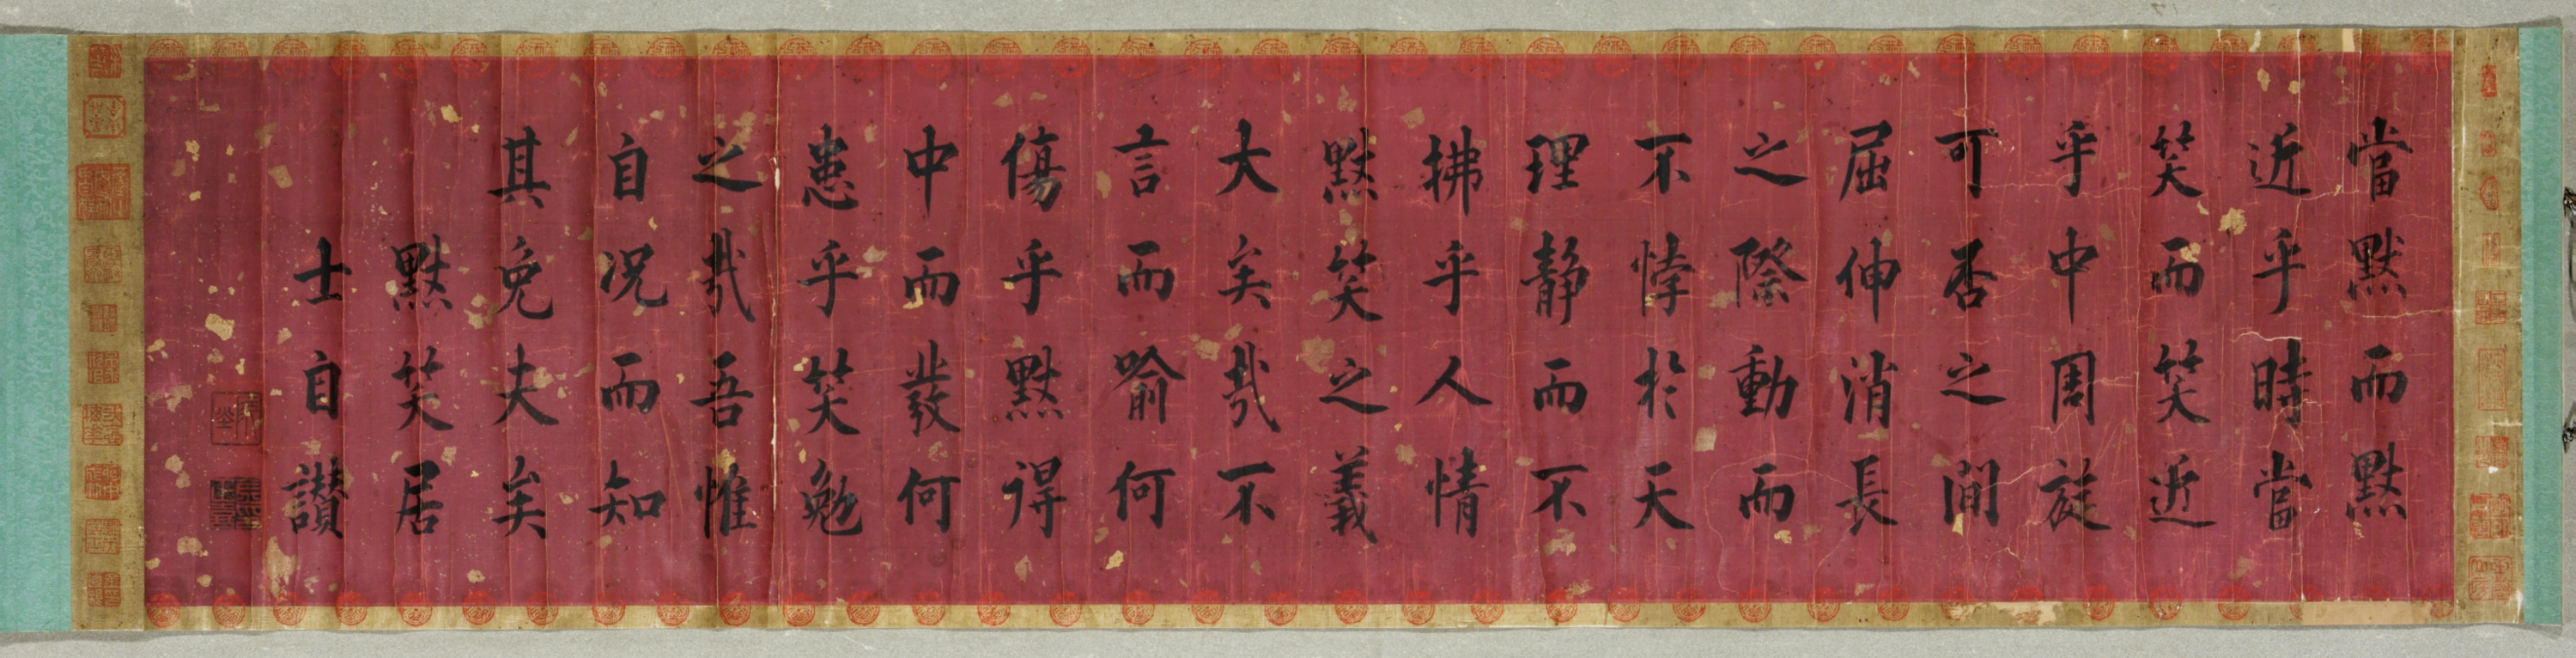 當默而默
近乎時當
笑而笑近
乎中周旋
可否之間
屈伸消長
之際動而
不悖於天
理靜而不
拂乎人情
默笑之義
大矣哉不
言而喻何
傷乎默得
中而發何
患乎笑勉
之哉吾惟
自況而知
其免夫矣
默笑居
士自讃